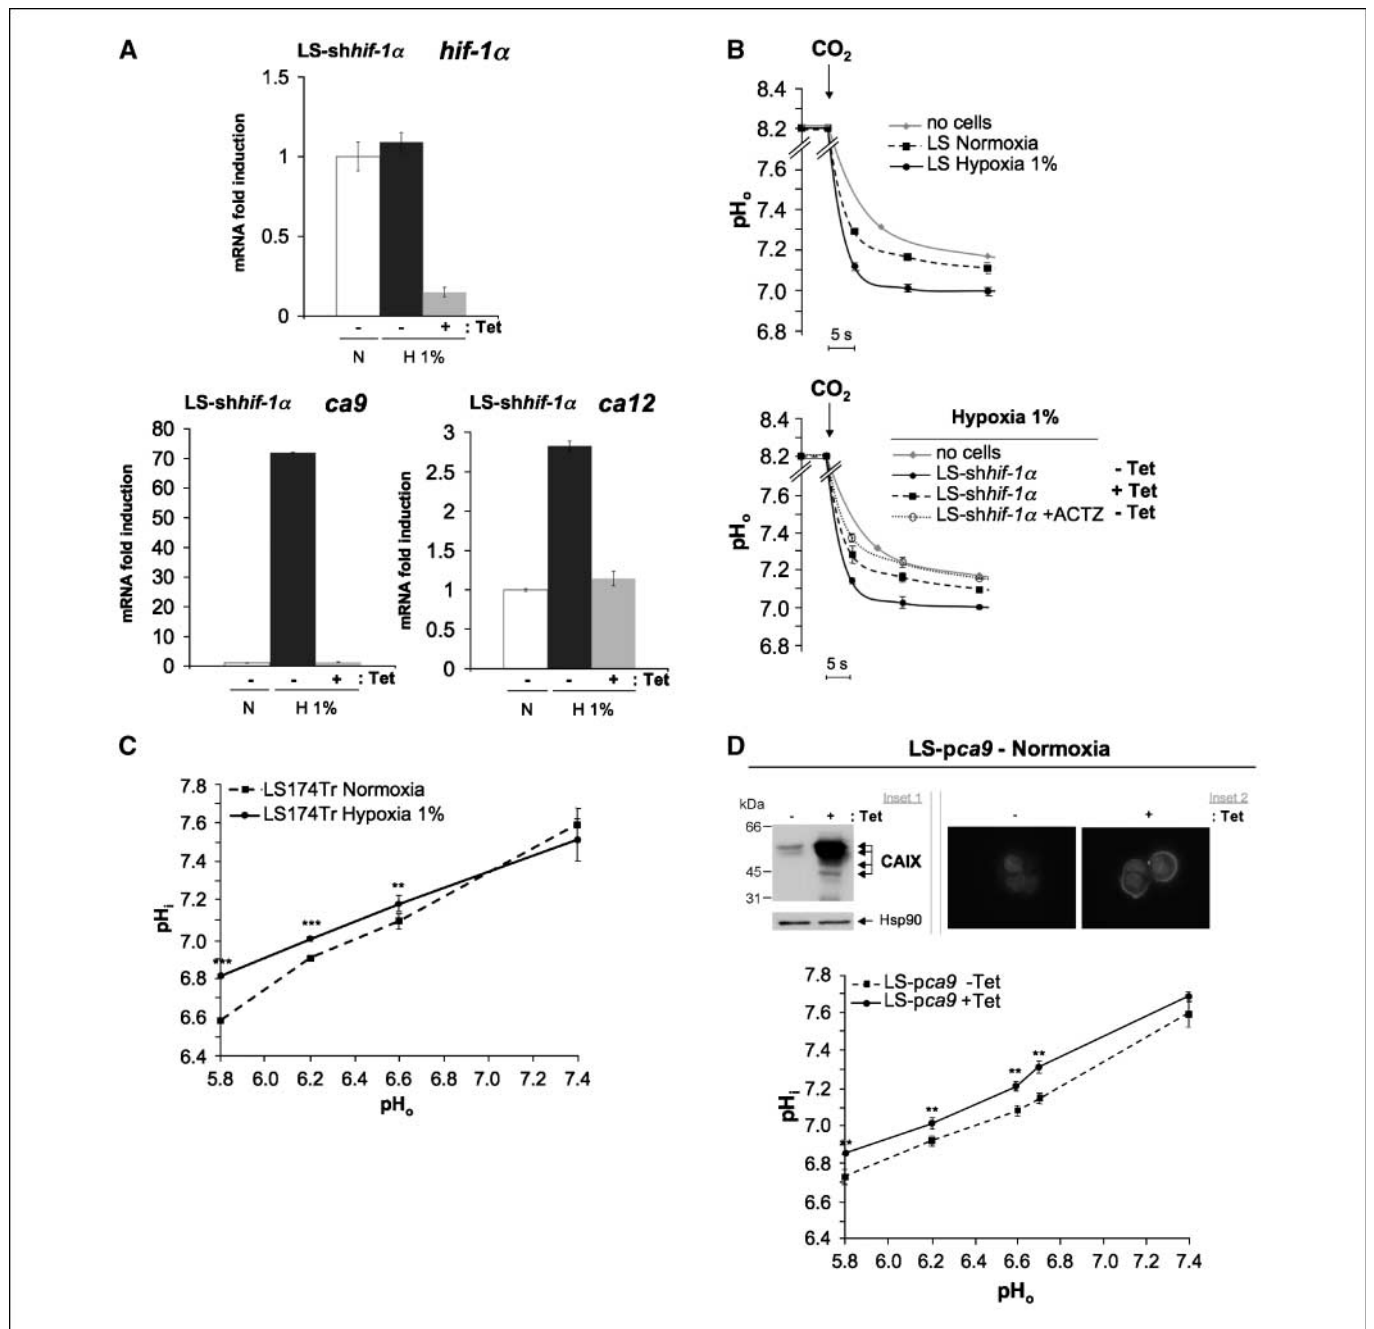 A
LS-shhif-1α hif-1α
1.5
1
0.5
0
mRNA fold induction
- - + : Tet
N H 1%
LS-shhif-1α ca9
80
70
60
50
40
30
20
10
0
mRNA fold induction
- - + : Tet
N H 1%
LS-shhif-1α ca12
3
2.5
2
1
0.5
0
mRNA fold induction
- - + : Tet
N H 1%
B
CO2
8.4
8.2
7.6
7.4
7.2
7.0
6.8
pHo
no cells
LS Normoxia
LS Hypoxia 1%
5 s
CO2
Hypoxia 1%
8.4
8.2
7.6
7.4
7.2
7.0
6.8
pHo
no cells
LS-shhif-1α - Tet
LS-shhif-1α + Tet
LS-shhif-1α +ACTZ - Tet
5 s
C
LS174Tr Normoxia
LS174Tr Hypoxia 1%
7.8
7.6
7.4
7.2
7.0
6.8
6.6
6.4
pHi
***
***
**
5.8 6.0 6.2 6.4 6.6 6.8 7.0 7.2 7.4
pHo
D
LS-pca9 - Normoxia
Inset 1
kDa - + : Tet
66
45
31
CAIX
Hsp90
Inset 2
- + : Tet
LS-pca9 -Tet
LS-pca9 +Tet
7.8
7.6
7.4
7.2
7.0
6.8
6.6
6.4
pHi
**
**
**
**
5.8 6.0 6.2 6.4 6.6 6.8 7.0 7.2 7.4
pHo